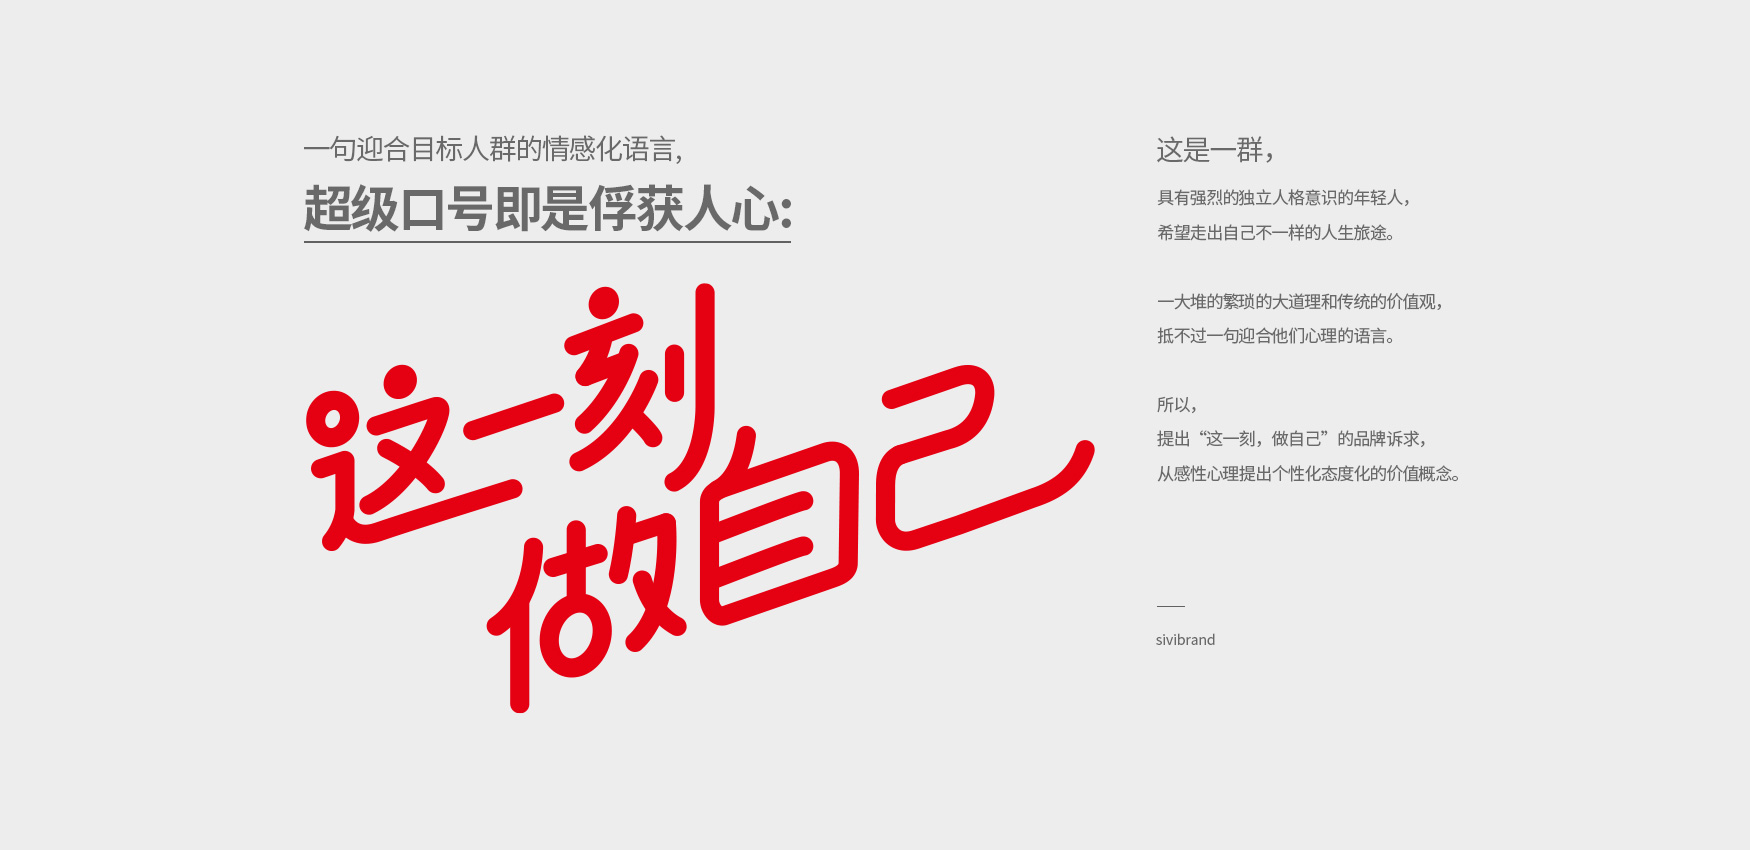 一句迎合目标人群的情感化语言,
超级口号即是俘获人心:
这一刻
做自己
这是一群，
具有强烈的独立人格意识的年轻人，
希望走出自己不一样的人生旅途。
一大堆的繁琐的大道理和传统的价值观，
抵不过一句迎合他们心理的语言。
所以，
提出“这一刻，做自己”的品牌诉求，
从感性心理提出个性化态度化的价值概念。
sivibrand